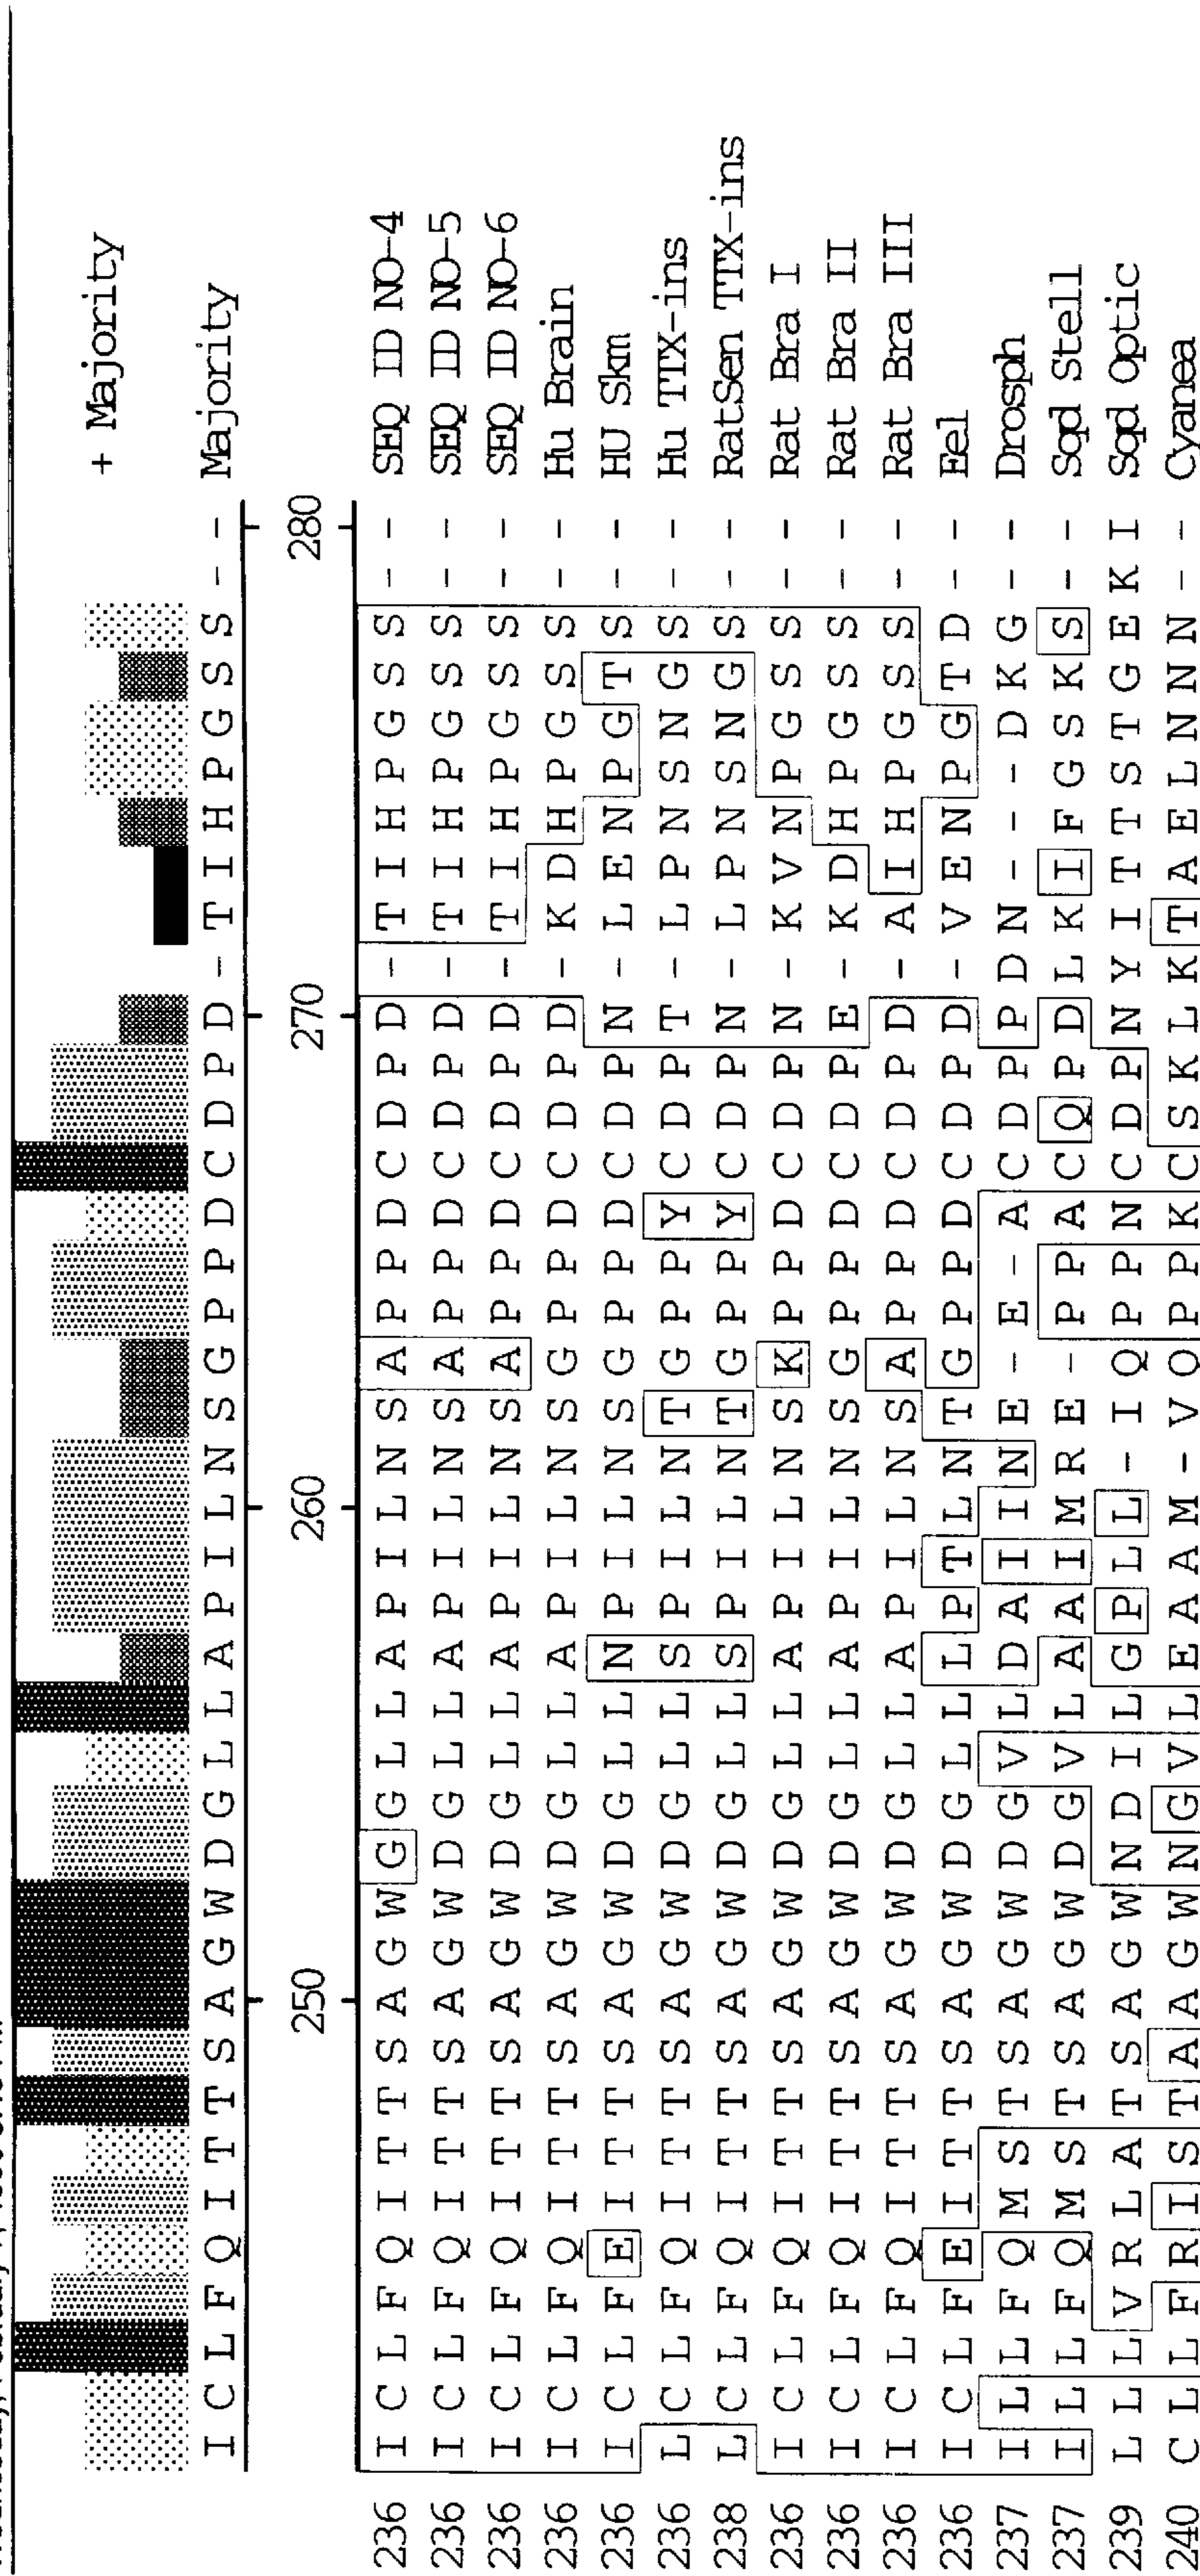 + Majority
I C L F Q I T T S A G W D G L L A P I L N S G P P D C D P D - T I H P G S S - - Majority
250 260 270 280
236 I C L F Q I T T S A G W G G L L A P I L N S A P P D C D P D - T I H P G S S - - SEQ ID NO-4
236 I C L F Q I T T S A G W D G L L A P I L N S A P P D C D P D - T I H P G S S - - SEQ ID NO-5
236 I C L F Q I T T S A G W D G L L A P I L N S A P P D C D P D - T I H P G S S - - SEQ ID NO-6
236 I C L F Q I T T S A G W D G L L A P I L N S G P P D C D P D - K D H P G S S - - Hu Brain
236 I C L F E I T T S A G W D G L L N P I L N S G P P D C D P N - L E N P G T S - - HU Skm
236 L C L F Q I T T S A G W D G L L S P I L N T G P P Y C D P T - L P N S N G S - - Hu TTX-ins
238 L C L F Q I T T S A G W D G L L S P I L N T G P P Y C D P N - L P N S N G S - - RatSen TTX-ins
236 I C L F Q I T T S A G W D G L L A P I L N S K P P D C D P N - K V N P G S S - - Rat Bra I
236 I C L F Q I T T S A G W D G L L A P I L N S G P P D C D P E - K D H P G S S - - Rat Bra II
236 I C L F Q I T T S A G W D G L L A P I L N S A P P D C D P D - A I H P G S S - - Rat Bra III
236 I C L F E I T T S A G W D G L L L P T L N T G P P D C D P D - V E N P G T D - - Eel
237 I L L F Q M S T S A G W D G V L D A I I N E - E - A C D P P D N - - - D K G - - Drosph
237 I L L F Q M S T S A G W D G V L A A I M R E - P P A C Q P D L K I F G S K S - - Sqd Stell
239 L L L V R L A T S A G W N D I L G P L L - I Q P P N C D P N Y I T T S T G E K I Sqd Optic
240 C L L F R I S T A A G W N G V L E A A M - V Q P P K C S K L K T A E L N N N - - Cyanea